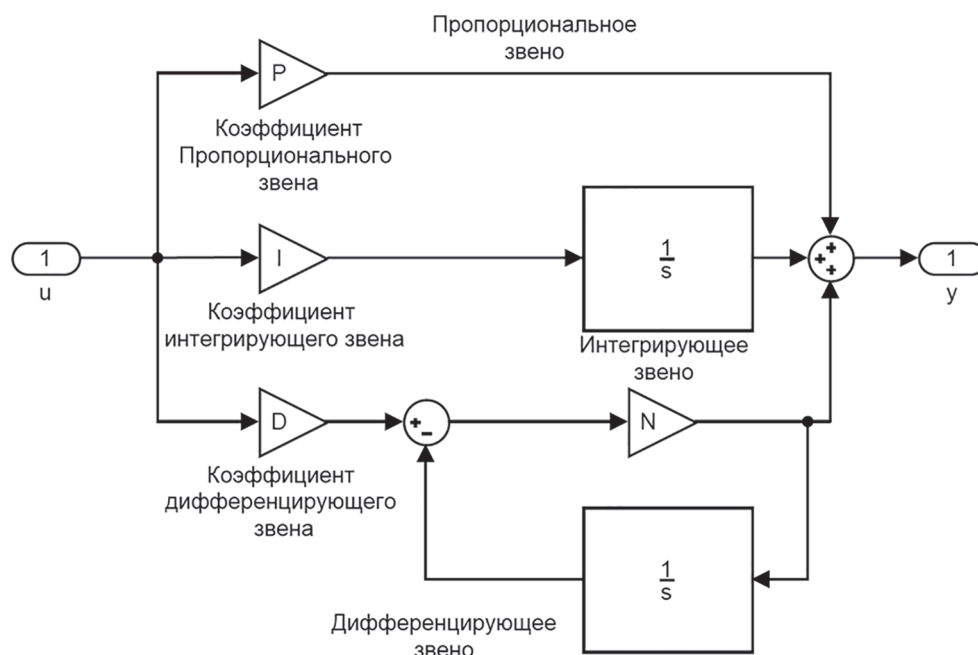 Пропорциональное
звено
P
Коэффициент
Пропорционального
звена
1
u
I
Коэффициент
интегрирующего звена
1
s
Интегрирующее
звено
+
+
+
1
y
D
Коэффициент
дифференцирующего
звена
+
−
N
1
s
Дифференцирующее
звено